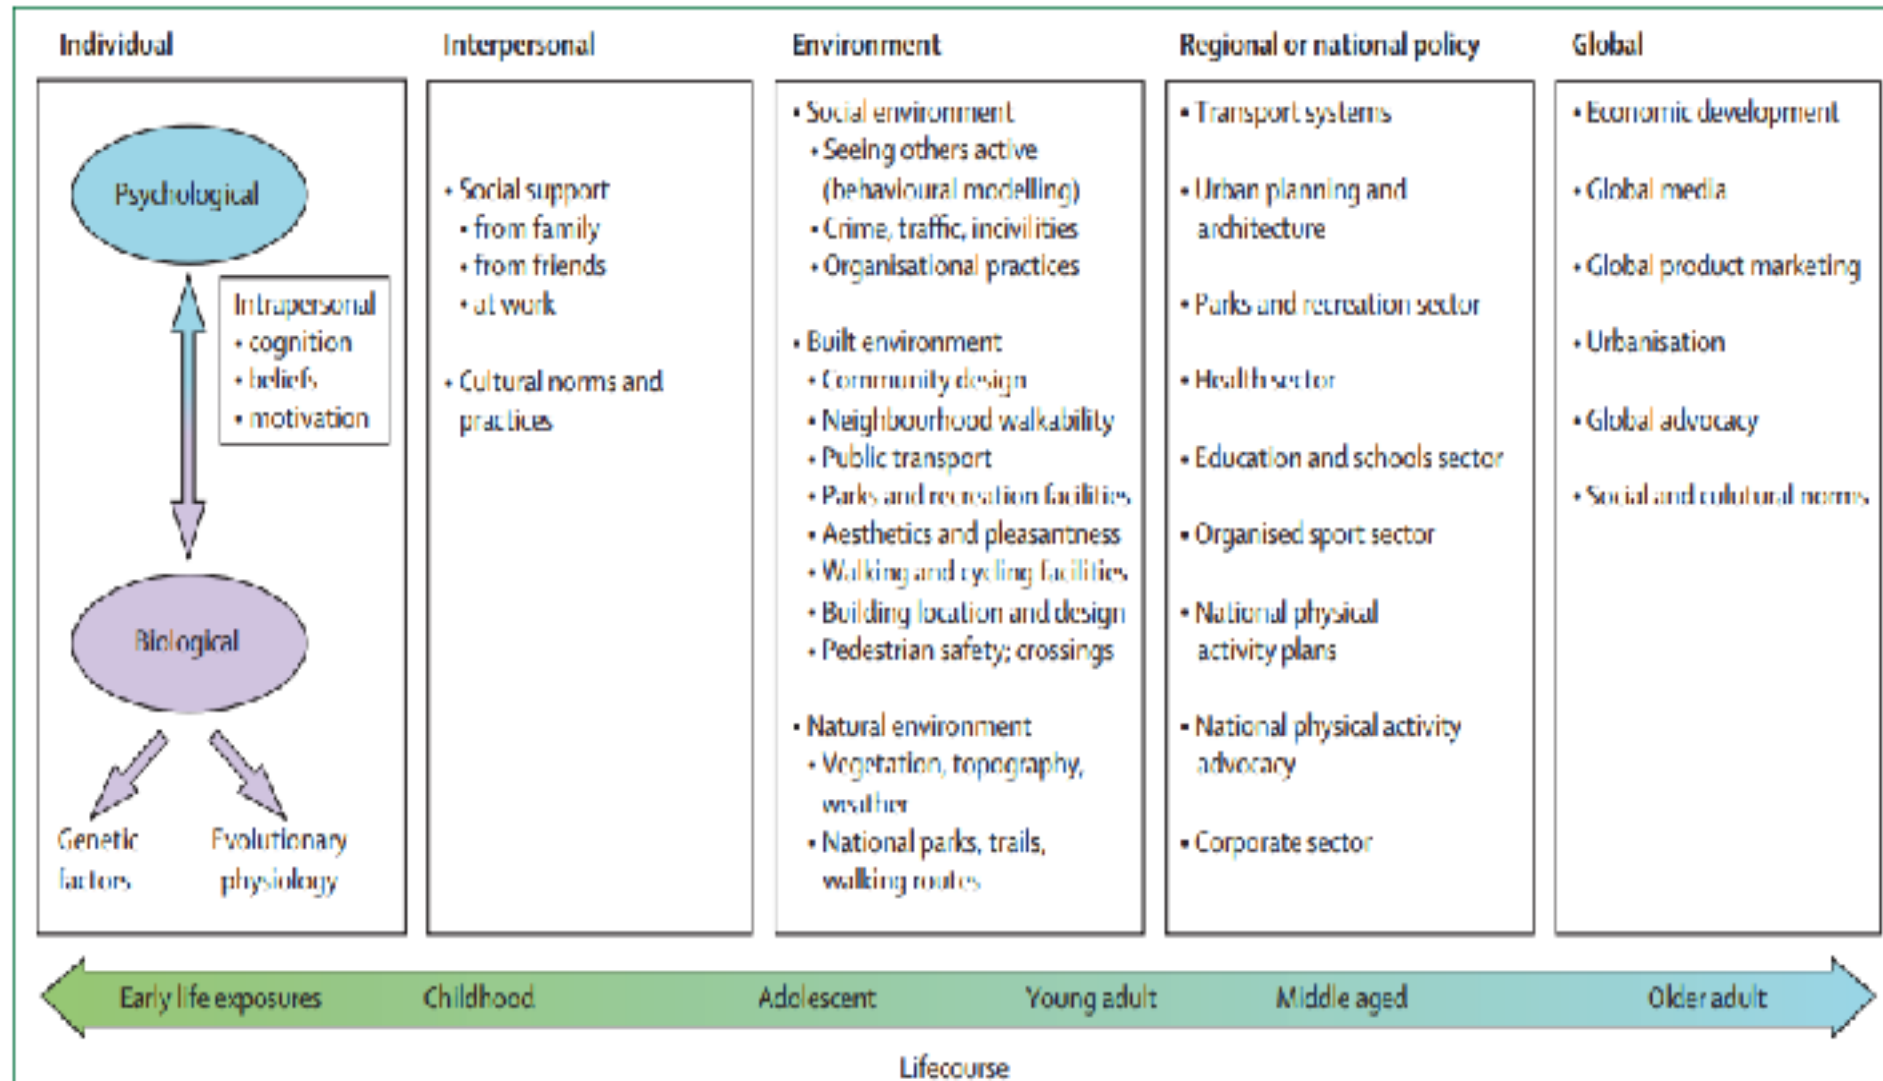 Individual
Psychological
Intrapersonal
• cognition
• beliefs
• motivation
Biological
Genetic
factors
Evolutionary
physiology
Interpersonal
• Social support
• from family
• from friends
• at work
• Cultural norms and
practices
Environment
• Social environment
• Seeing others active
(behavioural modelling)
• Crime, traffic, incivilities
• Organisational practices
• Built environment
• Community design
• Neighbourhood walkability
• Public transport
• Parks and recreation facilities
• Aesthetics and pleasantness
• Walking and cycling facilities
• Building location and design
• Pedestrian safety; crossings
• Natural environment
• Vegetation, topography,
weather
• National parks, trails,
walking routes
Regional or national policy
• Transport systems
• Urban planning and
architecture
• Parks and recreation sector
• Health sector
• Education and schools sector
• Organised sport sector
• National physical
activity plans
• National physical activity
advocacy
• Corporate sector
Global
• Economic development
• Global media
• Global product marketing
• Urbanisation
• Global advocacy
• Social and culutural norms
Early life exposures
Childhood
Adolescent
Young adult
Middle aged
Older adult
Lifecourse